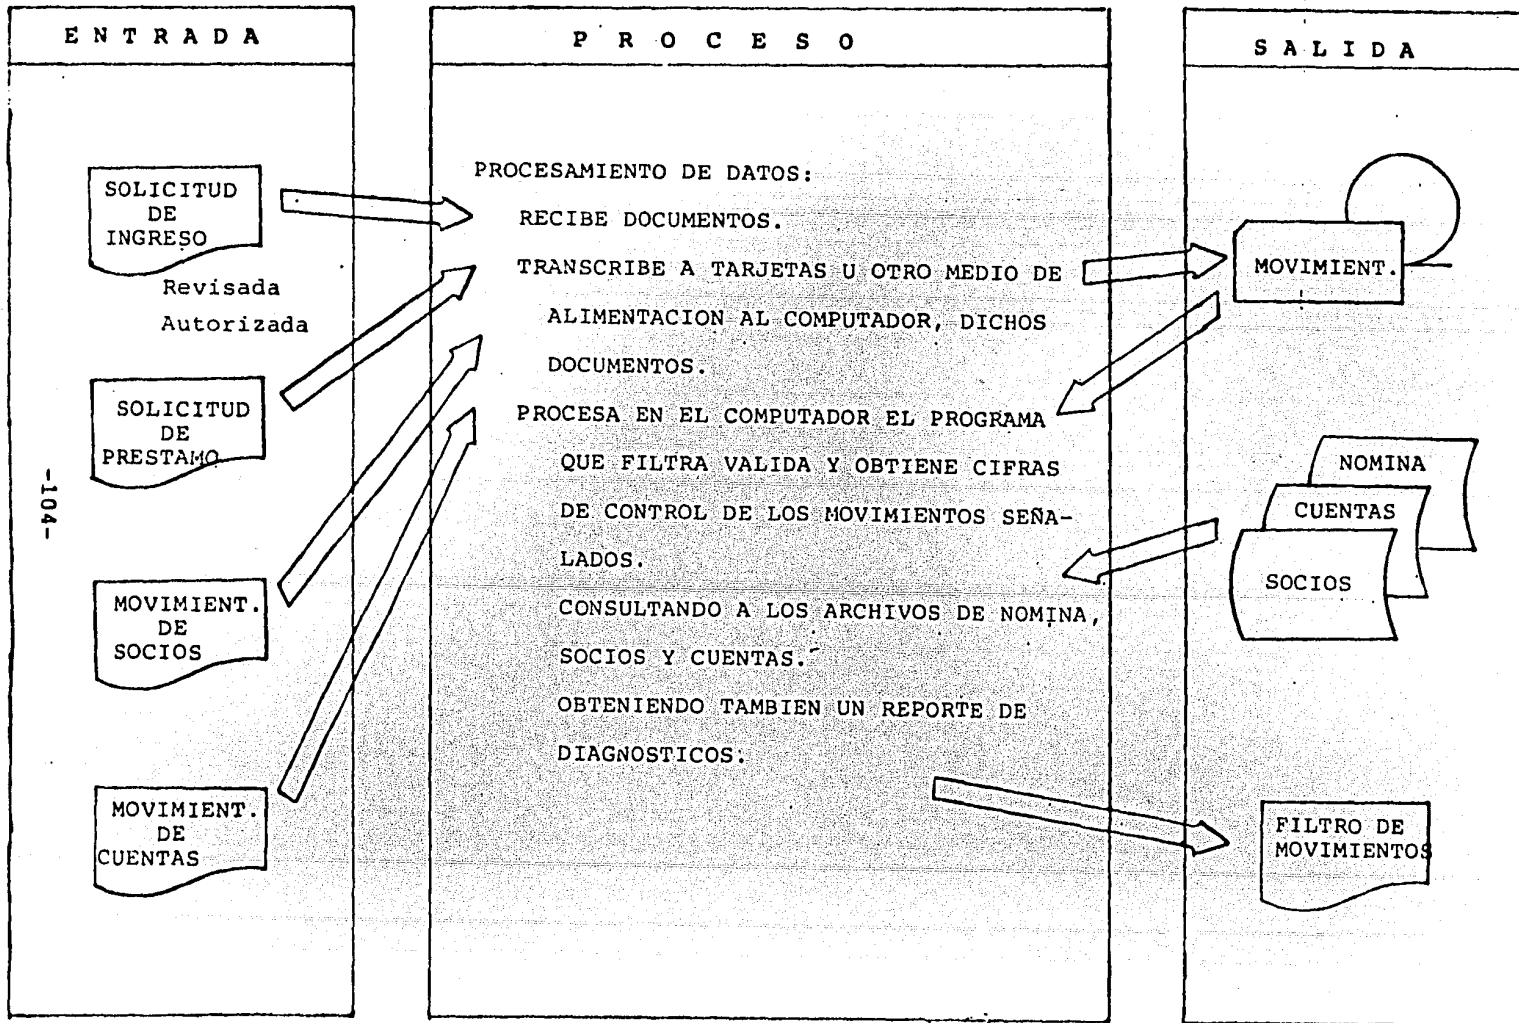 E N T R A D A
SOLICITUD
DE
INGRESO
Revisada
Autorizada
SOLICITUD
DE
PRESTAMO
MOVIMIENT.
DE
SOCIOS
MOVIMIENT.
DE
CUENTAS
-104-
P R O C E S O
PROCESAMIENTO DE DATOS:
RECIBE DOCUMENTOS.
TRANSCRIBE A TARJETAS U OTRO MEDIO DE
ALIMENTACION AL COMPUTADOR, DICHOS
DOCUMENTOS.
PROCESA EN EL COMPUTADOR EL PROGRAMA
QUE FILTRA VALIDA Y OBTIENE CIFRAS
DE CONTROL DE LOS MOVIMIENTOS SEÑA-
LADOS.
CONSULTANDO A LOS ARCHIVOS DE NOMINA,
SOCIOS Y CUENTAS.
OBTENIENDO TAMBIEN UN REPORTE DE
DIAGNOSTICOS.
S A L I D A
MOVIMIENT.
NOMINA
CUENTAS
SOCIOS
FILTRO DE
MOVIMIENTOS